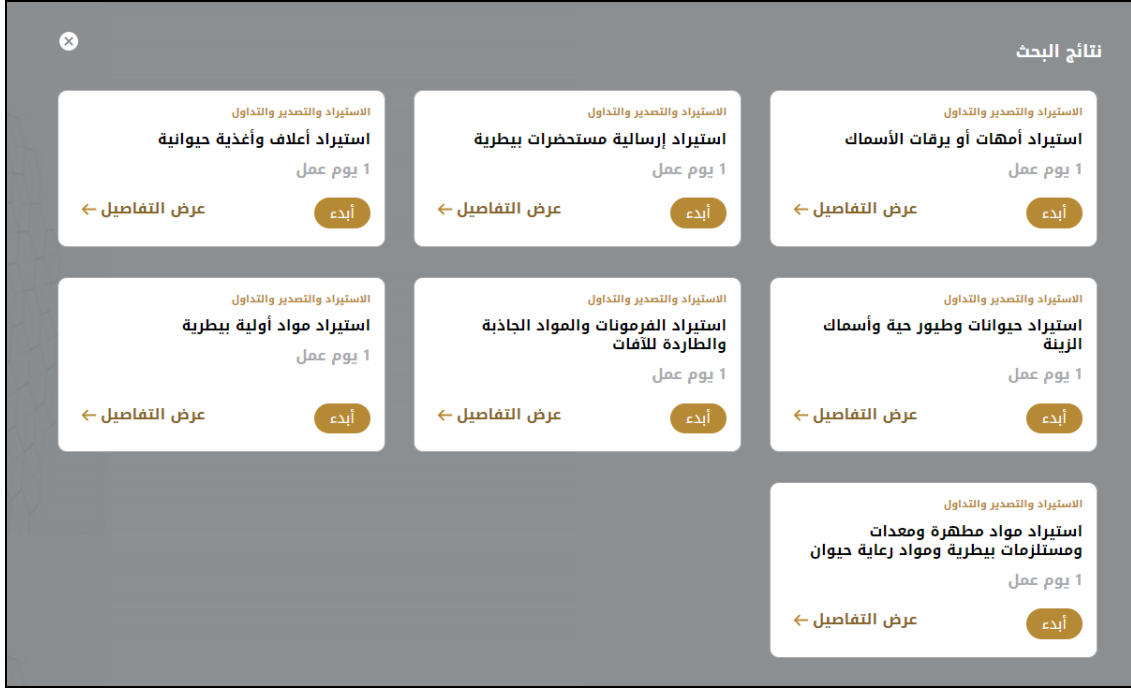 نتائج البحث
الاستيراد والتصدير والتداول
استيراد أمهات أو يرقات الأسماك
1 يوم عمل
أبدء
عرض التفاصيل
الاستيراد والتصدير والتداول
استيراد إرسالية مستحضرات بيطرية
1 يوم عمل
أبدء
عرض التفاصيل
الاستيراد والتصدير والتداول
استيراد أعلاف وأغذية حيوانية
1 يوم عمل
أبدء
عرض التفاصيل
الاستيراد والتصدير والتداول
استيراد حيوانات وطيور حية وأسماك
الزينة
1 يوم عمل
أبدء
عرض التفاصيل
الاستيراد والتصدير والتداول
استيراد الفرمونات والمواد الجاذبة
والطاردة للآفات
1 يوم عمل
أبدء
عرض التفاصيل
الاستيراد والتصدير والتداول
استيراد مواد أولية بيطرية
1 يوم عمل
أبدء
عرض التفاصيل
الاستيراد والتصدير والتداول
استيراد مواد مطهرة ومعدات
ومستلزمات بيطرية ومواد رعاية حيوان
1 يوم عمل
أبدء
عرض التفاصيل